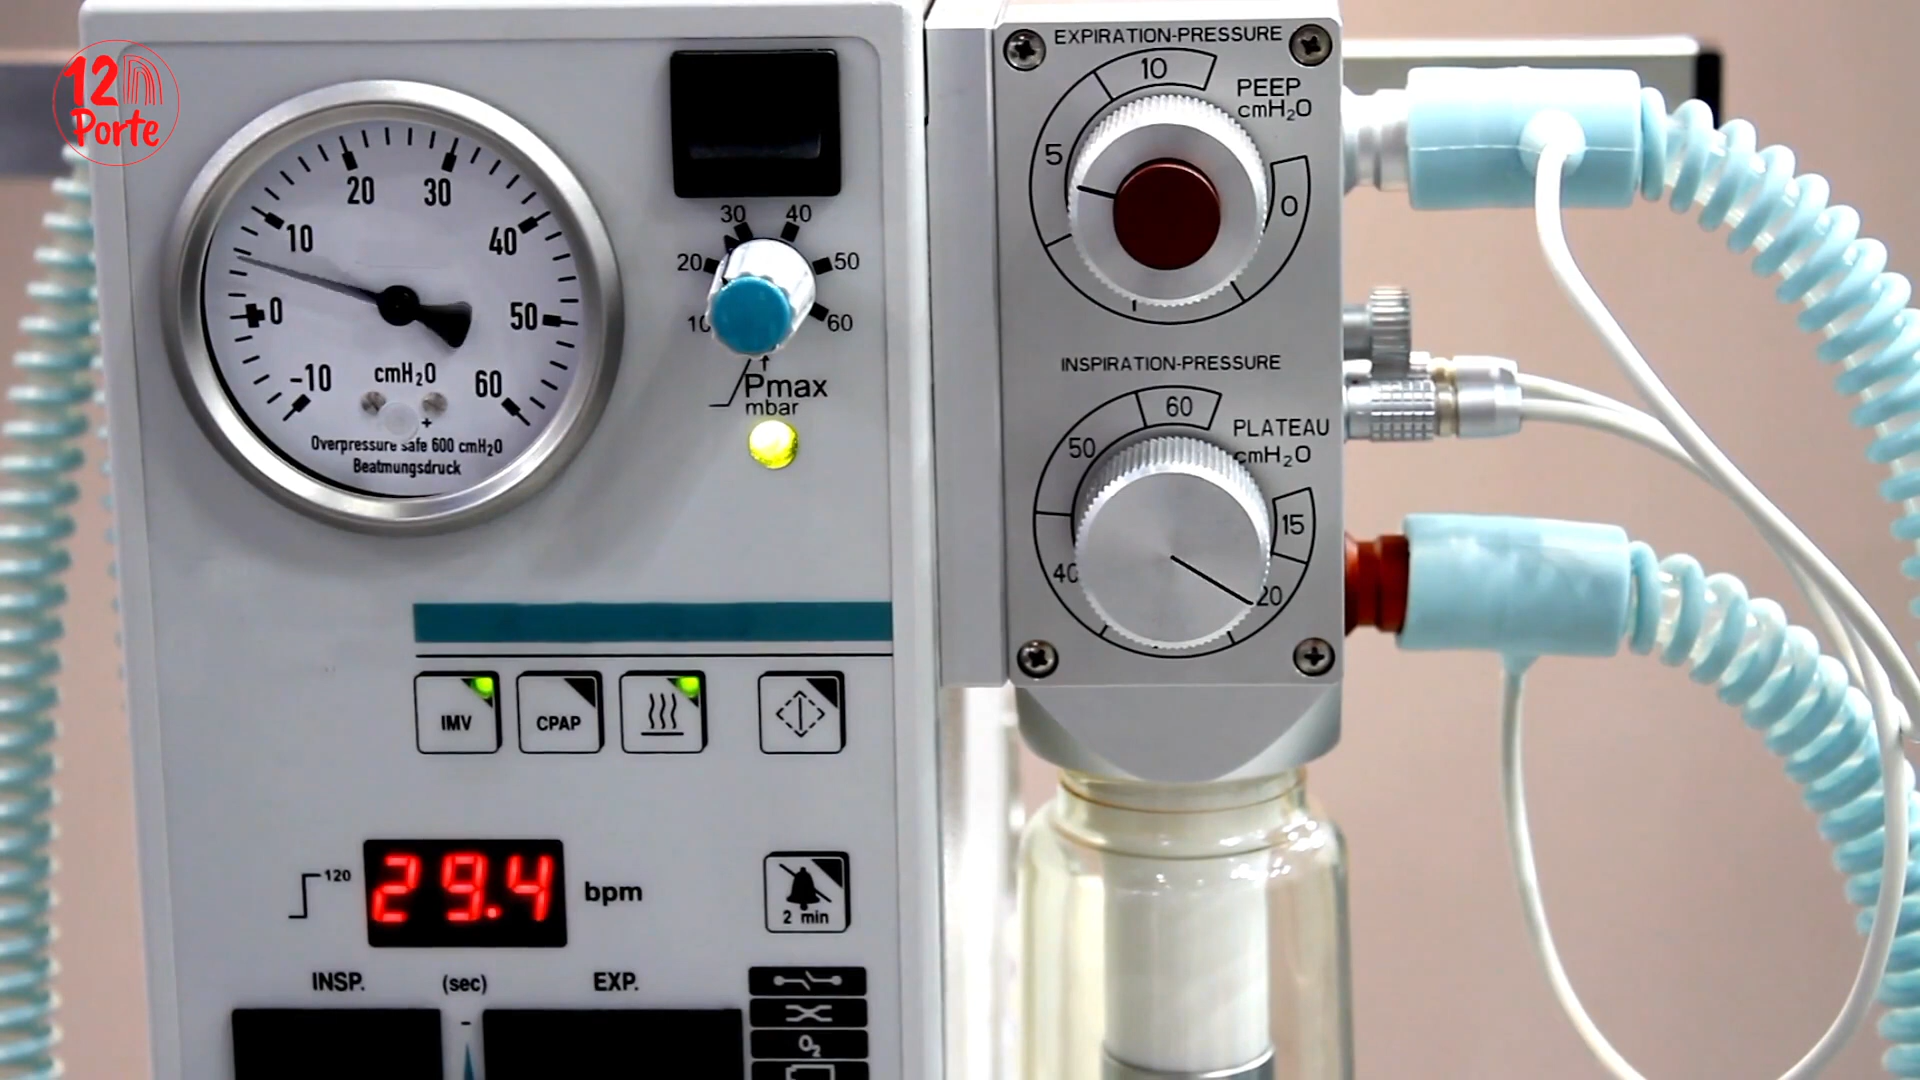 12
Porte
10
20
30
40
50
60
0
-10
cmH₂O
+
Overpressure safe 600 cmH₂O
Beatmungsdruck
30
40
20
50
10
60
Pmax
mbar
EXPIRATION-PRESSURE
10
PEEP
cmH₂O
5
0
INSPIRATION-PRESSURE
60
PLATEAU
cmH₂O
50
15
40
20
IMV
CPAP
120
29.4
bpm
2 min
INSP.
(sec)
EXP.
-
O₂